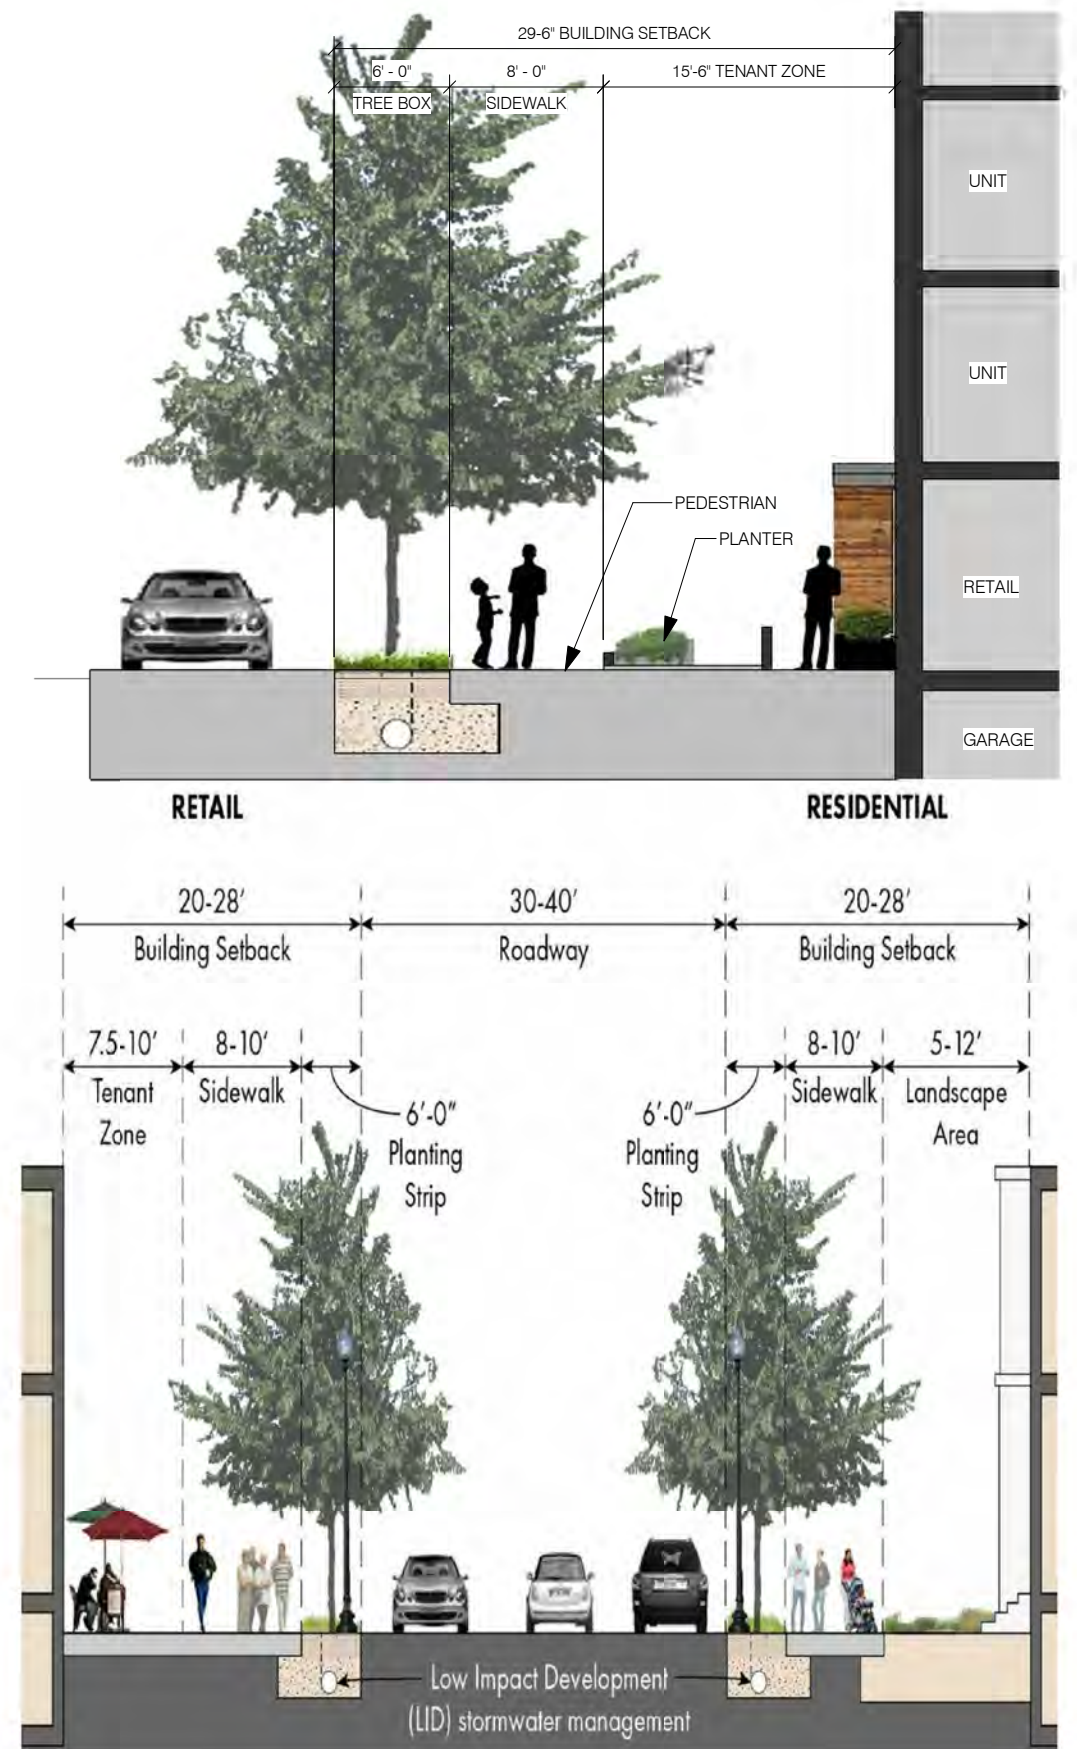 29-6" BUILDING SETBACK
6' - 0"
8' - 0"
15'-6" TENANT ZONE
TREE BOX
SIDEWALK
UNIT
UNIT
PEDESTRIAN
PLANTER
RETAIL
GARAGE
RETAIL
RESIDENTIAL
20-28'
30-40'
20-28'
Building Setback
Roadway
Building Setback
7.5-10'
8-10'
8-10'
5-12'
Tenant
Zone
Sidewalk
6'-0"
Planting
Strip
6'-0"
Planting
Strip
Sidewalk
Landscape
Area
Low Impact Development
(LID) stormwater management